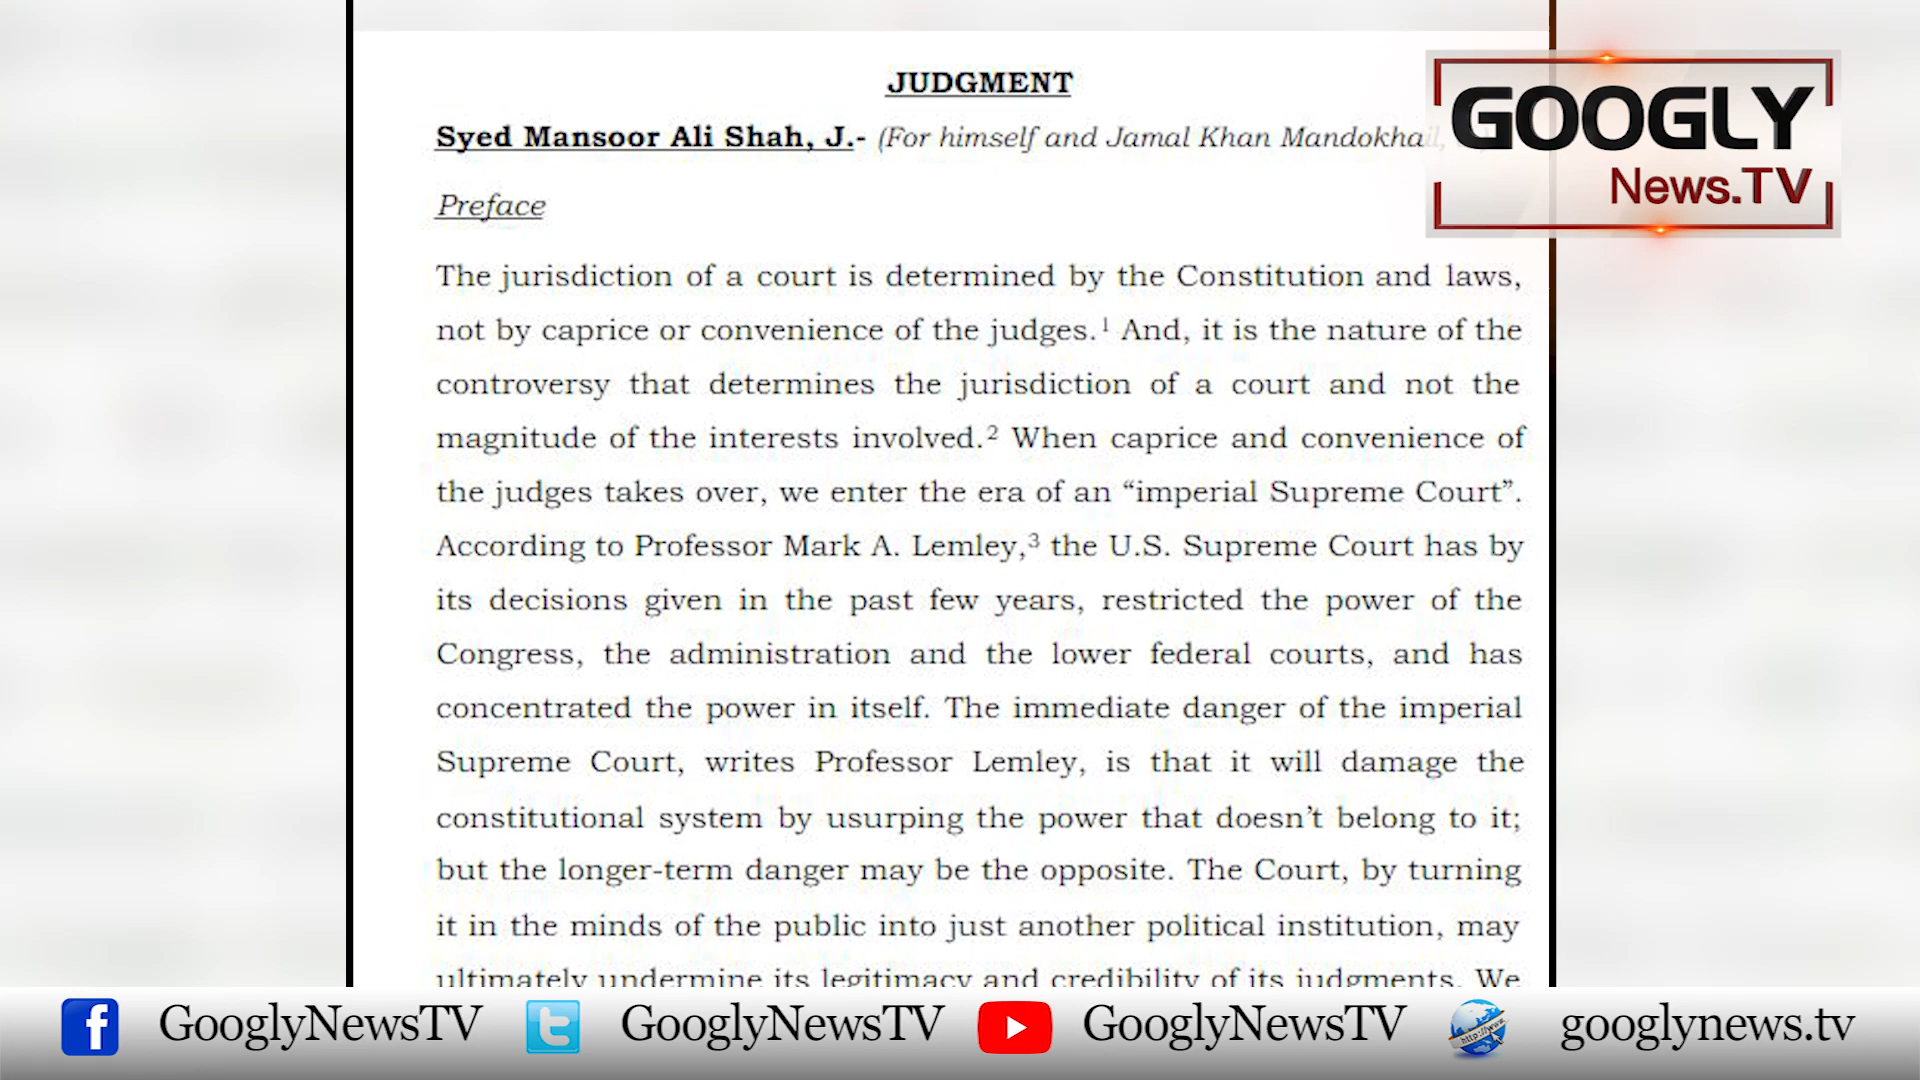 JUDGMENT
Syed Mansoor Ali Shah, J.- (For himself and Jamal Khan Mandokhail,
Preface
The jurisdiction of a court is determined by the Constitution and laws,
not by caprice or convenience of the judges.1 And, it is the nature of the
controversy that determines the jurisdiction of a court and not the
magnitude of the interests involved.2 When caprice and convenience of
the judges takes over, we enter the era of an “imperial Supreme Court”.
According to Professor Mark A. Lemley,3 the U.S. Supreme Court has by
its decisions given in the past few years, restricted the power of the
Congress, the administration and the lower federal courts, and has
concentrated the power in itself. The immediate danger of the imperial
Supreme Court, writes Professor Lemley, is that it will damage the
constitutional system by usurping the power that doesn’t belong to it;
but the longer-term danger may be the opposite. The Court, by turning
it in the minds of the public into just another political institution, may
ultimately undermine its legitimacy and credibility of its judgments. We
GOOGLY
News.TV
GooglyNewsTV
GooglyNewsTV
GooglyNewsTV
http://www.
googlynews.tv